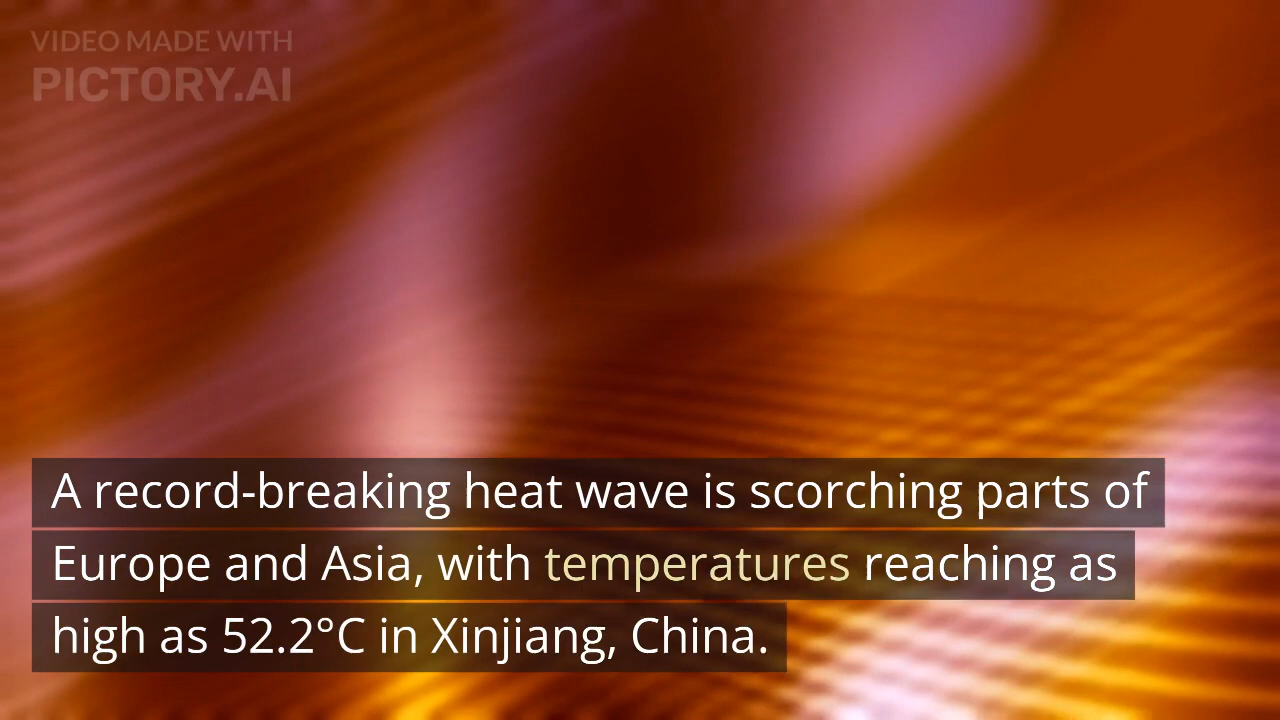 VIDEO MADE WITH
PICTORY.AI
A record-breaking heat wave is scorching parts of
Europe and Asia, with temperatures reaching as
high as 52.2°C in Xinjiang, China.